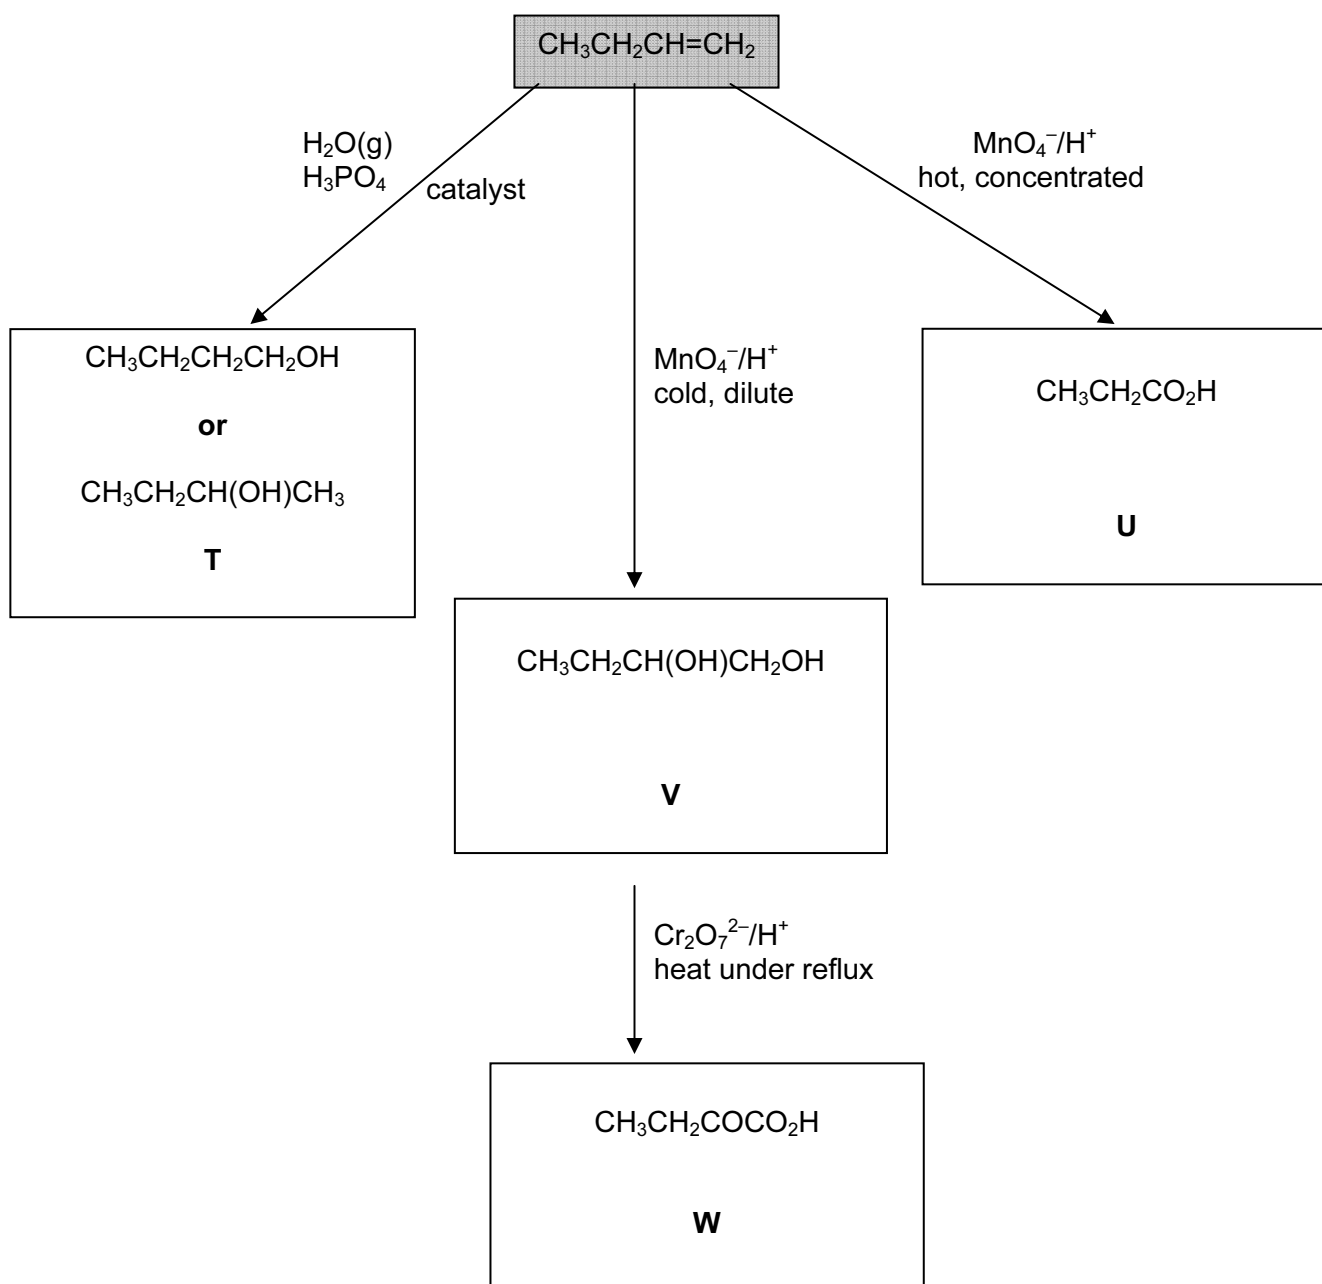 CH₃CH₂CH=CH₂
H₂O(g)
H₃PO₄
catalyst
MnO₄⁻/H⁺
hot, concentrated
CH₃CH₂CH₂CH₂OH
or
CH₃CH₂CH(OH)CH₃
T
MnO₄⁻/H⁺
cold, dilute
CH₃CH₂CO₂H
U
CH₃CH₂CH(OH)CH₂OH
V
Cr₂O₇²⁻/H⁺
heat under reflux
CH₃CH₂COCO₂H
W